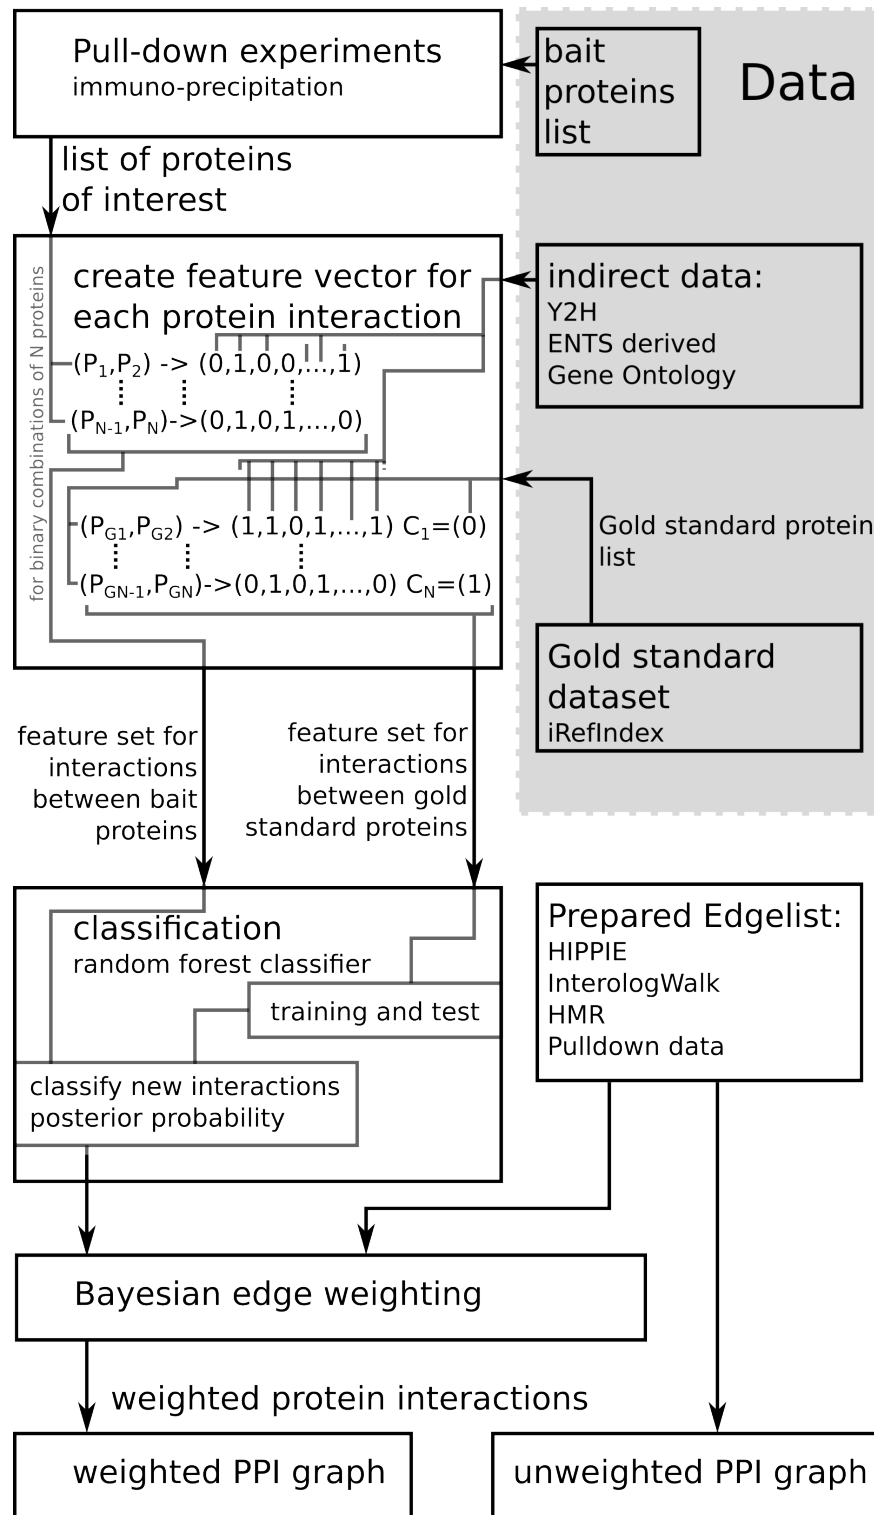 Pull-down experiments
immuno-precipitation
bait
proteins
list
Data
list of proteins
of interest
for binary combinations of N proteins
create feature vector for
each protein interaction
(P1,P2) -> (0,1,0,0,...,1)
(PN-1,PN)->(0,1,0,1,...,0)
(PG1,PG2) -> (1,1,0,1,...,1) C1=(0)
(PGN-1,PGN)->(0,1,0,1,...,0) CN=(1)
indirect data:
Y2H
ENTS derived
Gene Ontology
Gold standard protein
list
Gold standard
dataset
iRefIndex
feature set for
interactions
between bait
proteins
feature set for
interactions
between gold
standard proteins
classification
random forest classifier
training and test
classify new interactions
posterior probability
Prepared Edgelist:
HIPPIE
InterologWalk
HMR
Pulldown data
Bayesian edge weighting
weighted protein interactions
weighted PPI graph
unweighted PPI graph